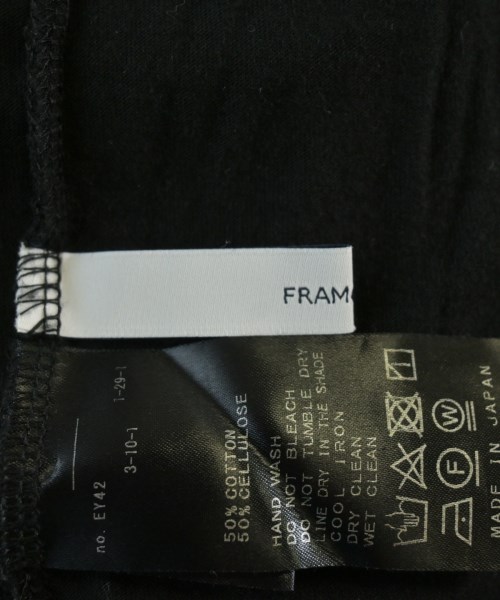 FRAM
1-29-1
3-10-1
no. EY42
50% COTTON
50% CELLULOSE
HAND WASH
DO NOT BLEACH
DO NOT TUMBLE DRY
LINE DRY IN THE SHADE
COOL IRON
DRY CLEAN
WET CLEAN
W
F
MADE IN JAPAN